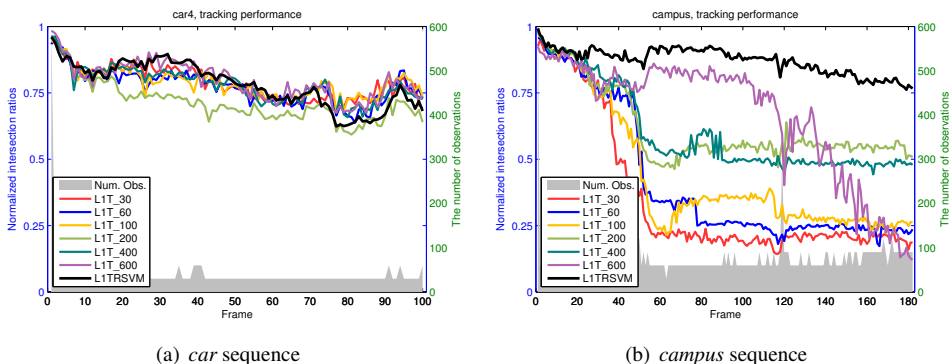 car4, tracking performance
Normalized intersection ratios
1
0.75
0.5
0.25
0
600
500
400
300
200
100
0
The number of observations
Num. Obs.
L1T_30
L1T_60
L1T_100
L1T_200
L1T_400
L1T_600
L1TRSVM
0 10 20 30 40 50 60 70 80 90 100
Frame
(a) car sequence
campus, tracking performance
Normalized intersection ratios
1
0.75
0.5
0.25
0
600
500
400
300
200
100
0
The number of observations
Num. Obs.
L1T_30
L1T_60
L1T_100
L1T_200
L1T_400
L1T_600
L1TRSVM
0 20 40 60 80 100 120 140 160 181
Frame
(b) campus sequence